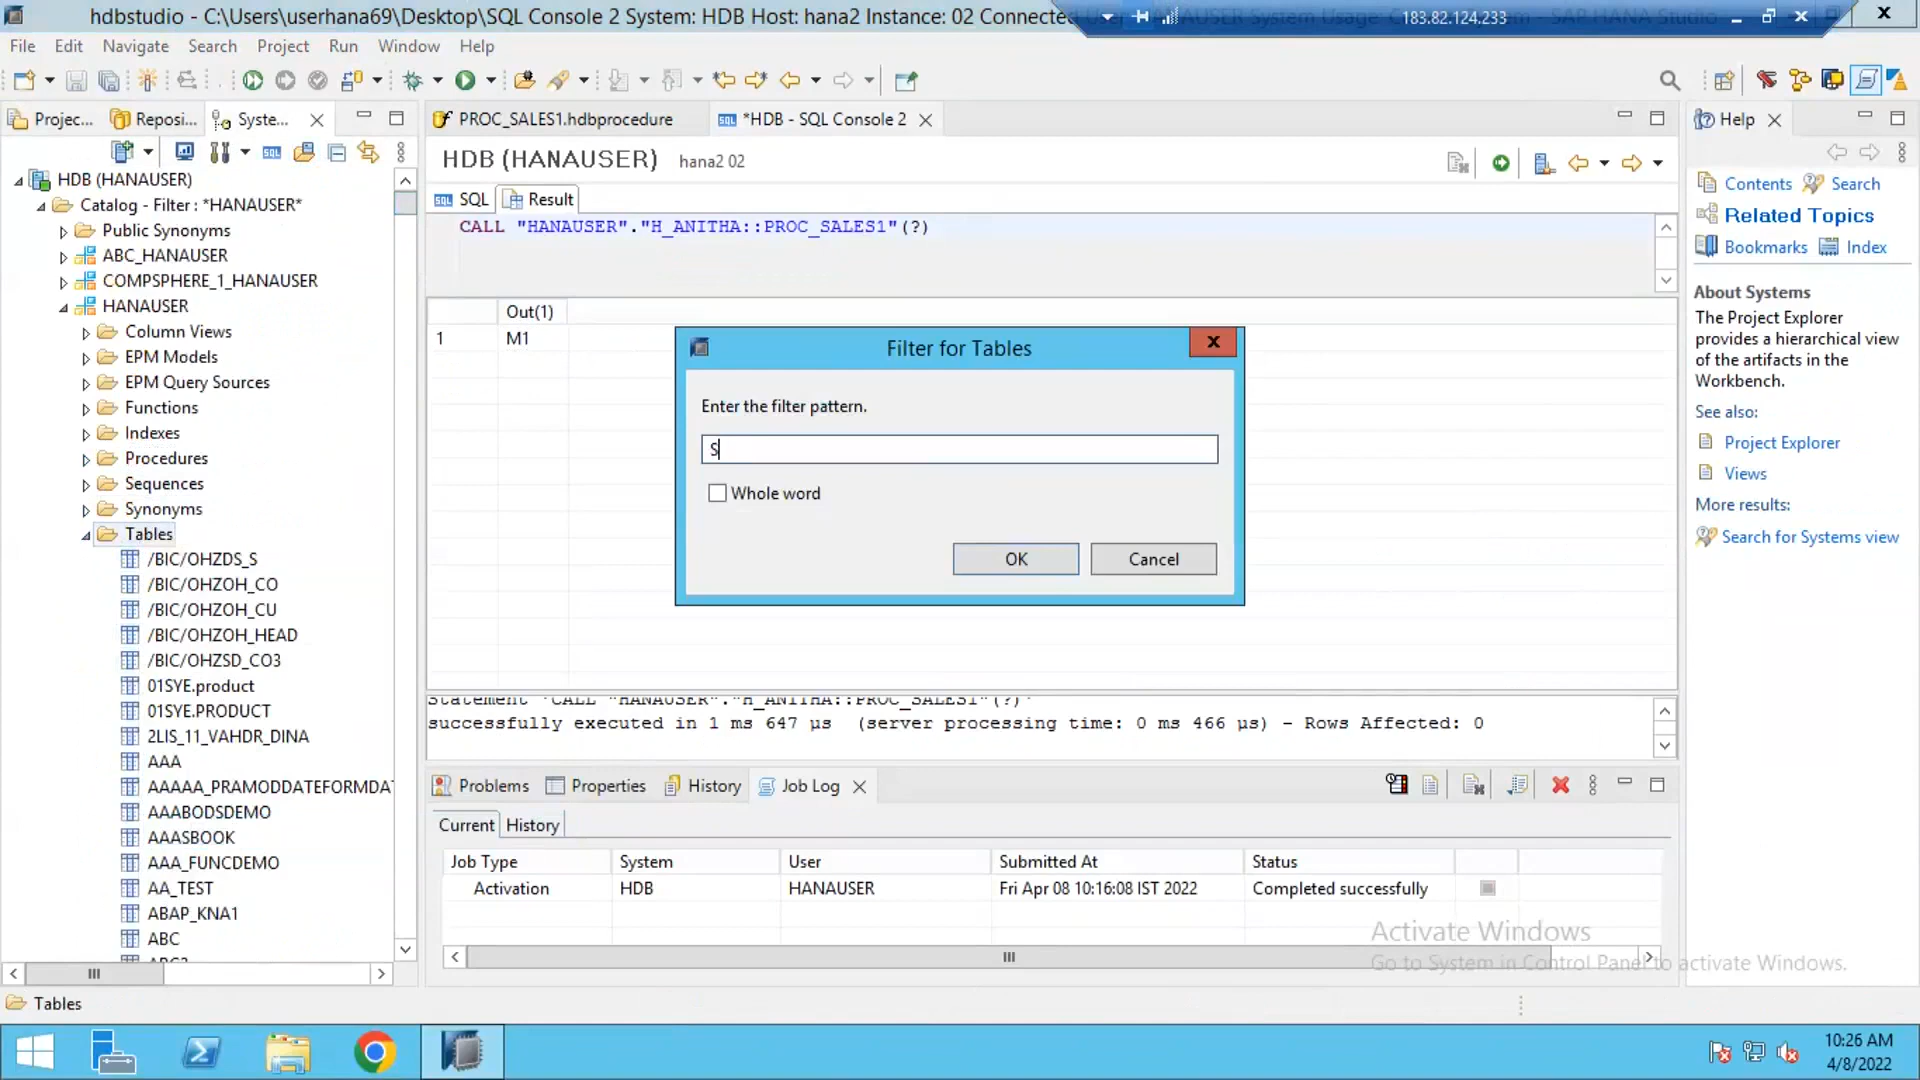 hdbstudio - C:\Users\userhana69\Desktop\SQL Console 2 System: HDB Host: hana2 Instance: 02 Connected
183.82.124.233
File Edit Navigate Search Project Run Window Help
Projec... Reposi... Syste...
PROC_SALES1.hdbprocedure *HDB - SQL Console 2
Help
HDB (HANAUSER) hana2 02
SQL Result
CALL "HANAUSER"."H_ANITHA::PROC_SALES1"(?)
Out(1)
1 M1
HDB (HANAUSER)
Catalog - Filter : *HANAUSER*
Public Synonyms
ABC_HANAUSER
COMPSPHERE_1_HANAUSER
HANAUSER
Column Views
EPM Models
EPM Query Sources
Functions
Indexes
Procedures
Sequences
Synonyms
Tables
/BIC/OHZDS_S
/BIC/OHZOH_CO
/BIC/OHZOH_CU
/BIC/OHZOH_HEAD
/BIC/OHZSD_CO3
01SYE.product
01SYE.PRODUCT
2LIS_11_VAHDR_DINA
AAA
AAAAA_PRAMODDATEFORMDA
AAABODSDEMO
AAASBOOK
AAA_FUNCDEMO
AA_TEST
ABAP_KNA1
ABC
Filter for Tables
Enter the filter pattern.
S
Whole word
OK Cancel
Statement 'CALL "HANAUSER"."H_ANITHA::PROC_SALES1"(?)'
successfully executed in 1 ms 647 µs (server processing time: 0 ms 466 µs) - Rows Affected: 0
Problems Properties History Job Log
Current History
Job Type System User Submitted At Status
Activation HDB HANAUSER Fri Apr 08 10:16:08 IST 2022 Completed successfully
Contents Search
Related Topics
Bookmarks Index
About Systems
The Project Explorer
provides a hierarchical view
of the artifacts in the
Workbench.
See also:
Project Explorer
Views
More results:
Search for Systems view
Activate Windows
Go to System in Control Panel to activate Windows.
Tables
10:26 AM
4/8/2022